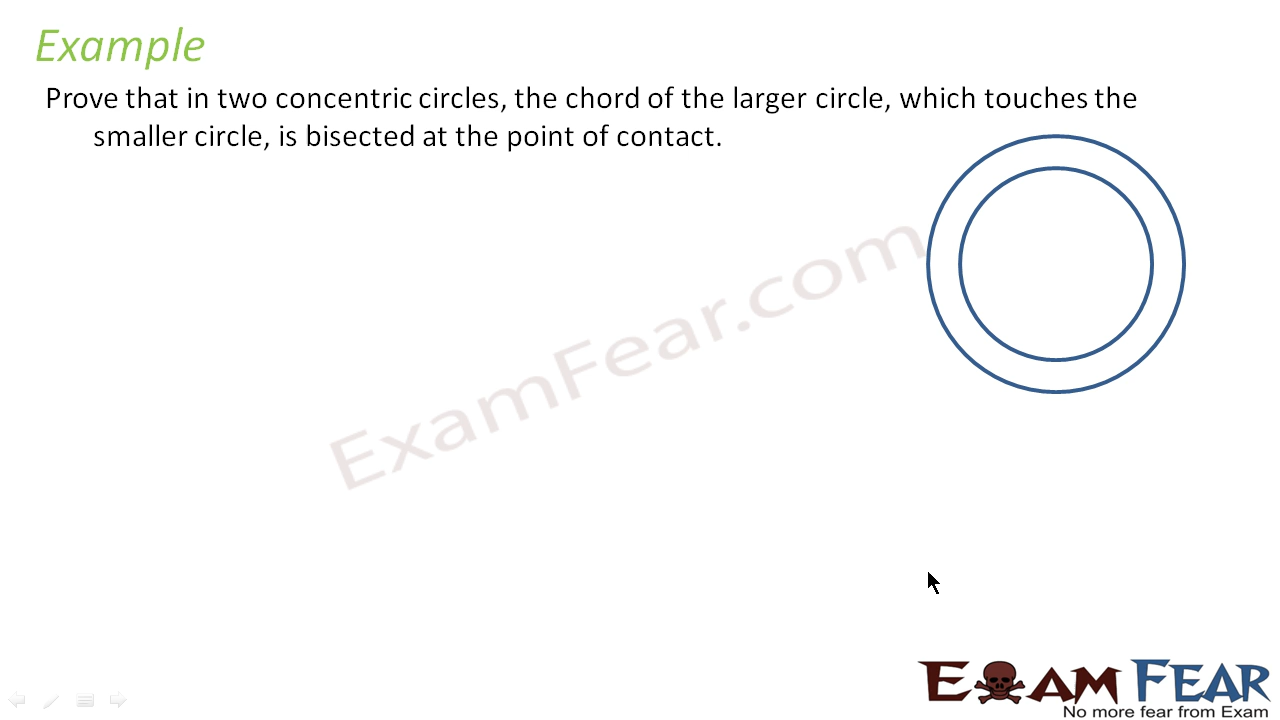 Example
Prove that in two concentric circles, the chord of the larger circle, which touches the
smaller circle, is bisected at the point of contact.
ExamFear.com
EXAM FEAR
No more fear from Exam